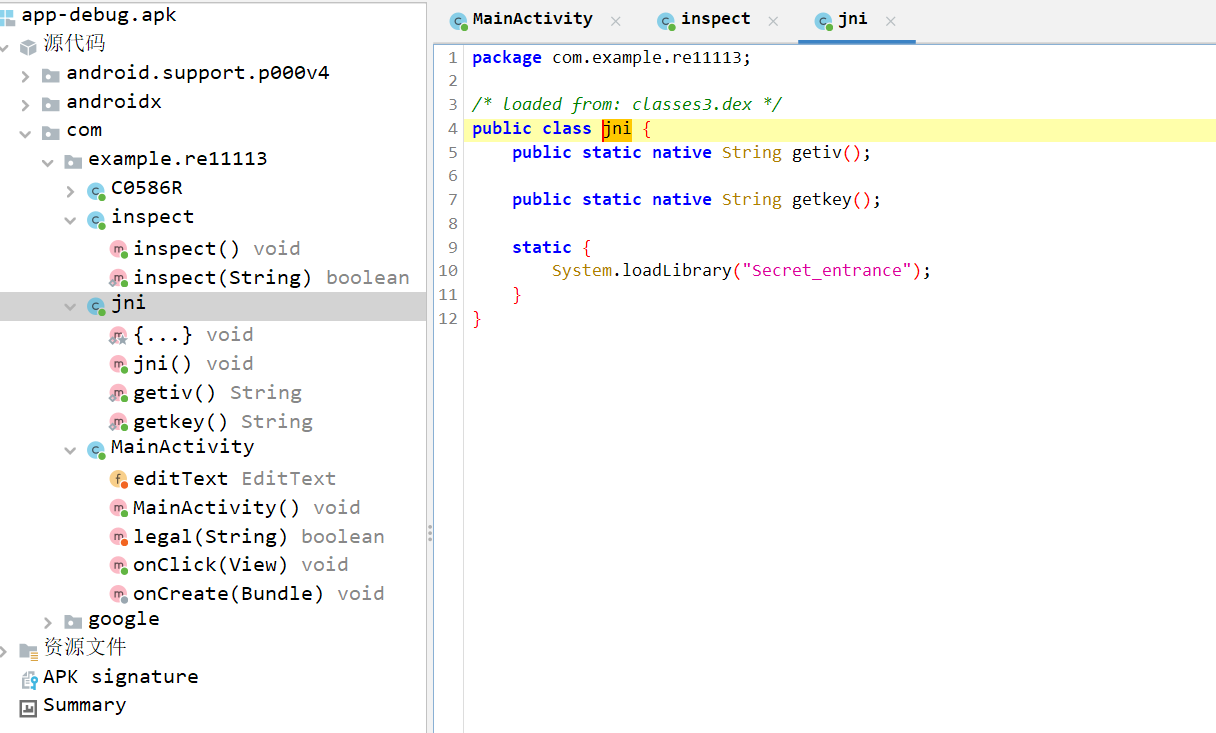 app-debug.apk
源代码
android.support.p000v4
androidx
com
example.re11113
C0586R
inspect
inspect() void
inspect(String) boolean
jni
{...} void
jni() void
getiv() String
getkey() String
MainActivity
editText EditText
MainActivity() void
legal(String) boolean
onClick(View) void
onCreate(Bundle) void
google
资源文件
APK signature
Summary
MainActivity × inspect × jni ×
1 package com.example.re11113;
2
3 /* loaded from: classes3.dex */
4 public class jni {
5 public static native String getiv();
6
7 public static native String getkey();
8
9 static {
10 System.loadLibrary("Secret_entrance");
11 }
12 }